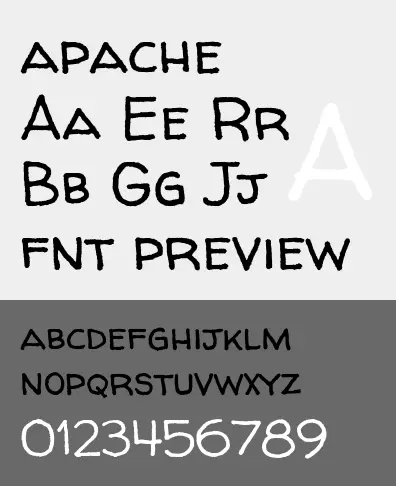 APACHE
Aa Ee Rr
Bb Gg Jj
A
FNT PREVIEW
ABCDEFGHIJKLM
NOPQRSTUVWXYZ
0123456789